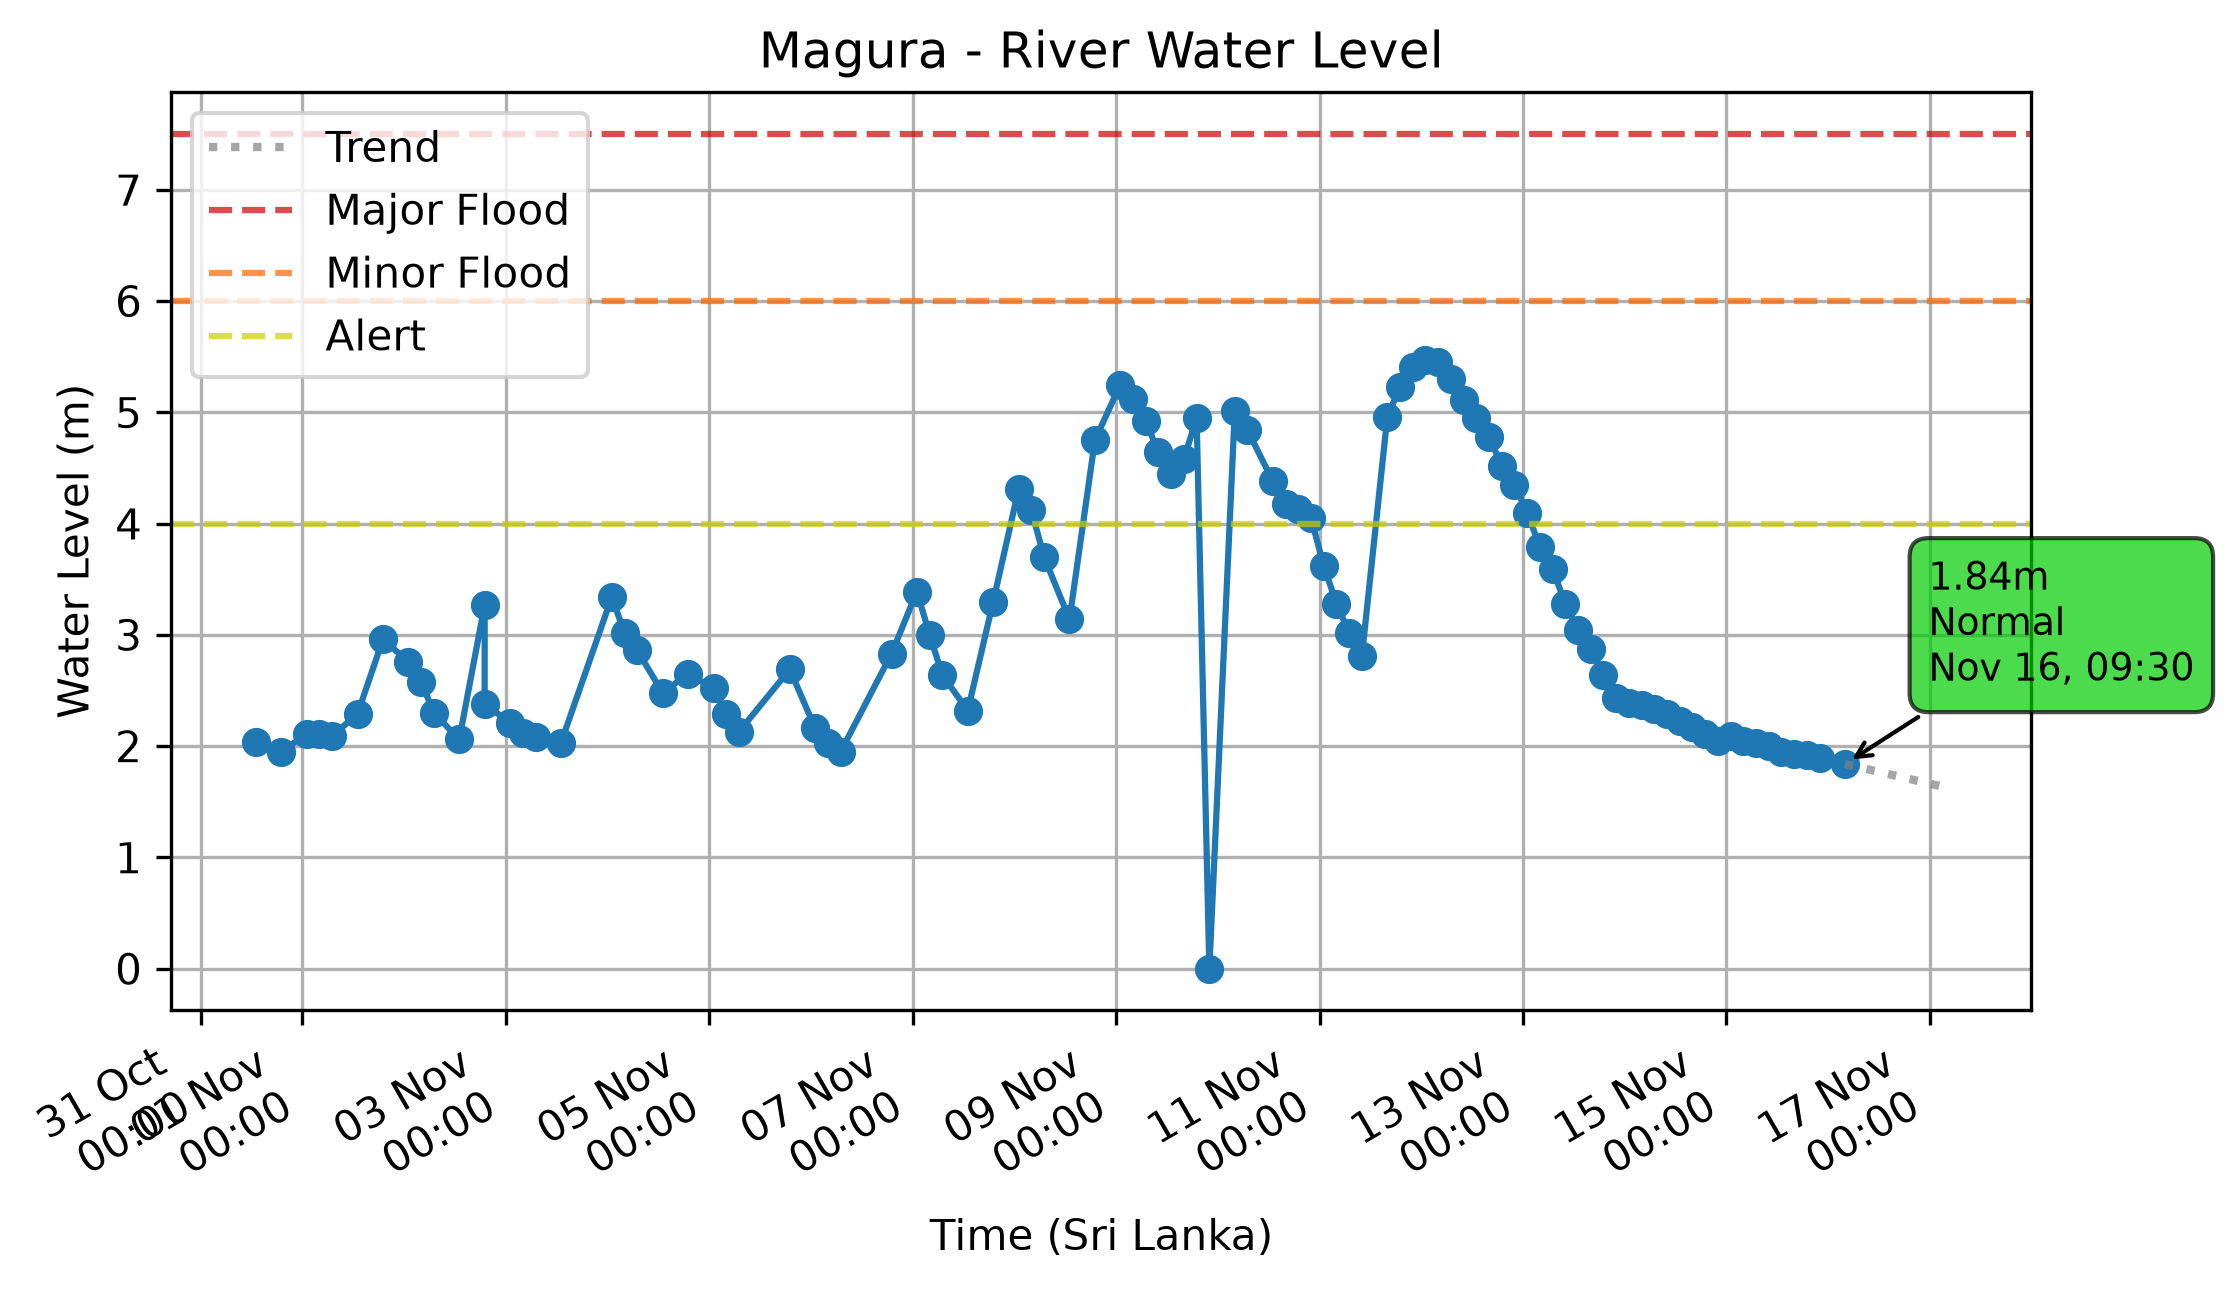 Magura - River Water Level
Trend
Major Flood
Minor Flood
Alert
7
6
5
4
3
2
1
0
Water Level (m)
1.84m
Normal
Nov 16, 09:30
31 Oct
00:00
01 Nov
00:00
03 Nov
00:00
05 Nov
00:00
07 Nov
00:00
09 Nov
00:00
11 Nov
00:00
13 Nov
00:00
15 Nov
00:00
17 Nov
00:00
Time (Sri Lanka)